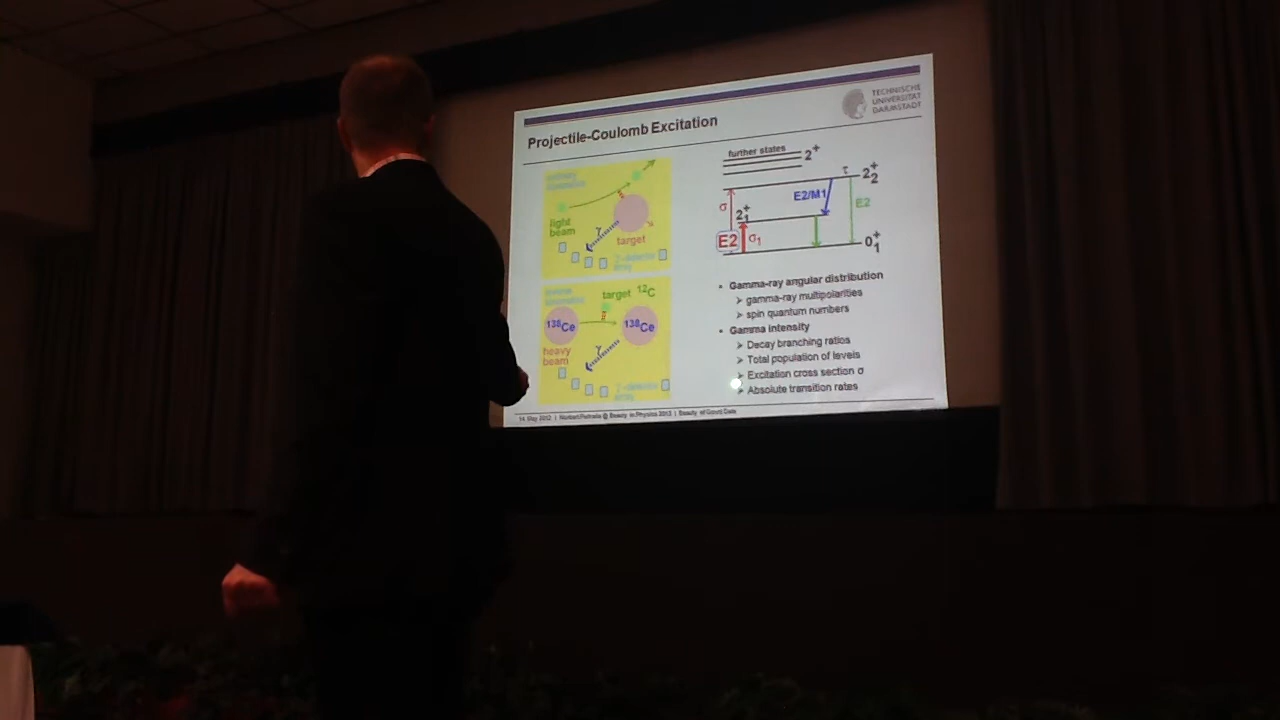 Projectile-Coulomb Excitation
TECHNISCHE
UNIVERSITÄT
DARMSTADT
light
beam
γ
target
target ¹²C
¹³⁸Ce
¹³⁸Ce
heavy
beam
γ
further states
2⁺
τ
2⁺₂
σ
E2/M1
E2
2⁺₁
E2
σ₁
0⁺₁
• Gamma-ray angular distribution
➢ gamma-ray multipolarities
➢ spin quantum numbers
• Gamma intensity
➢ Decay branching ratios
➢ Total population of levels
➢ Excitation cross section σ
➢ Absolute transition rates